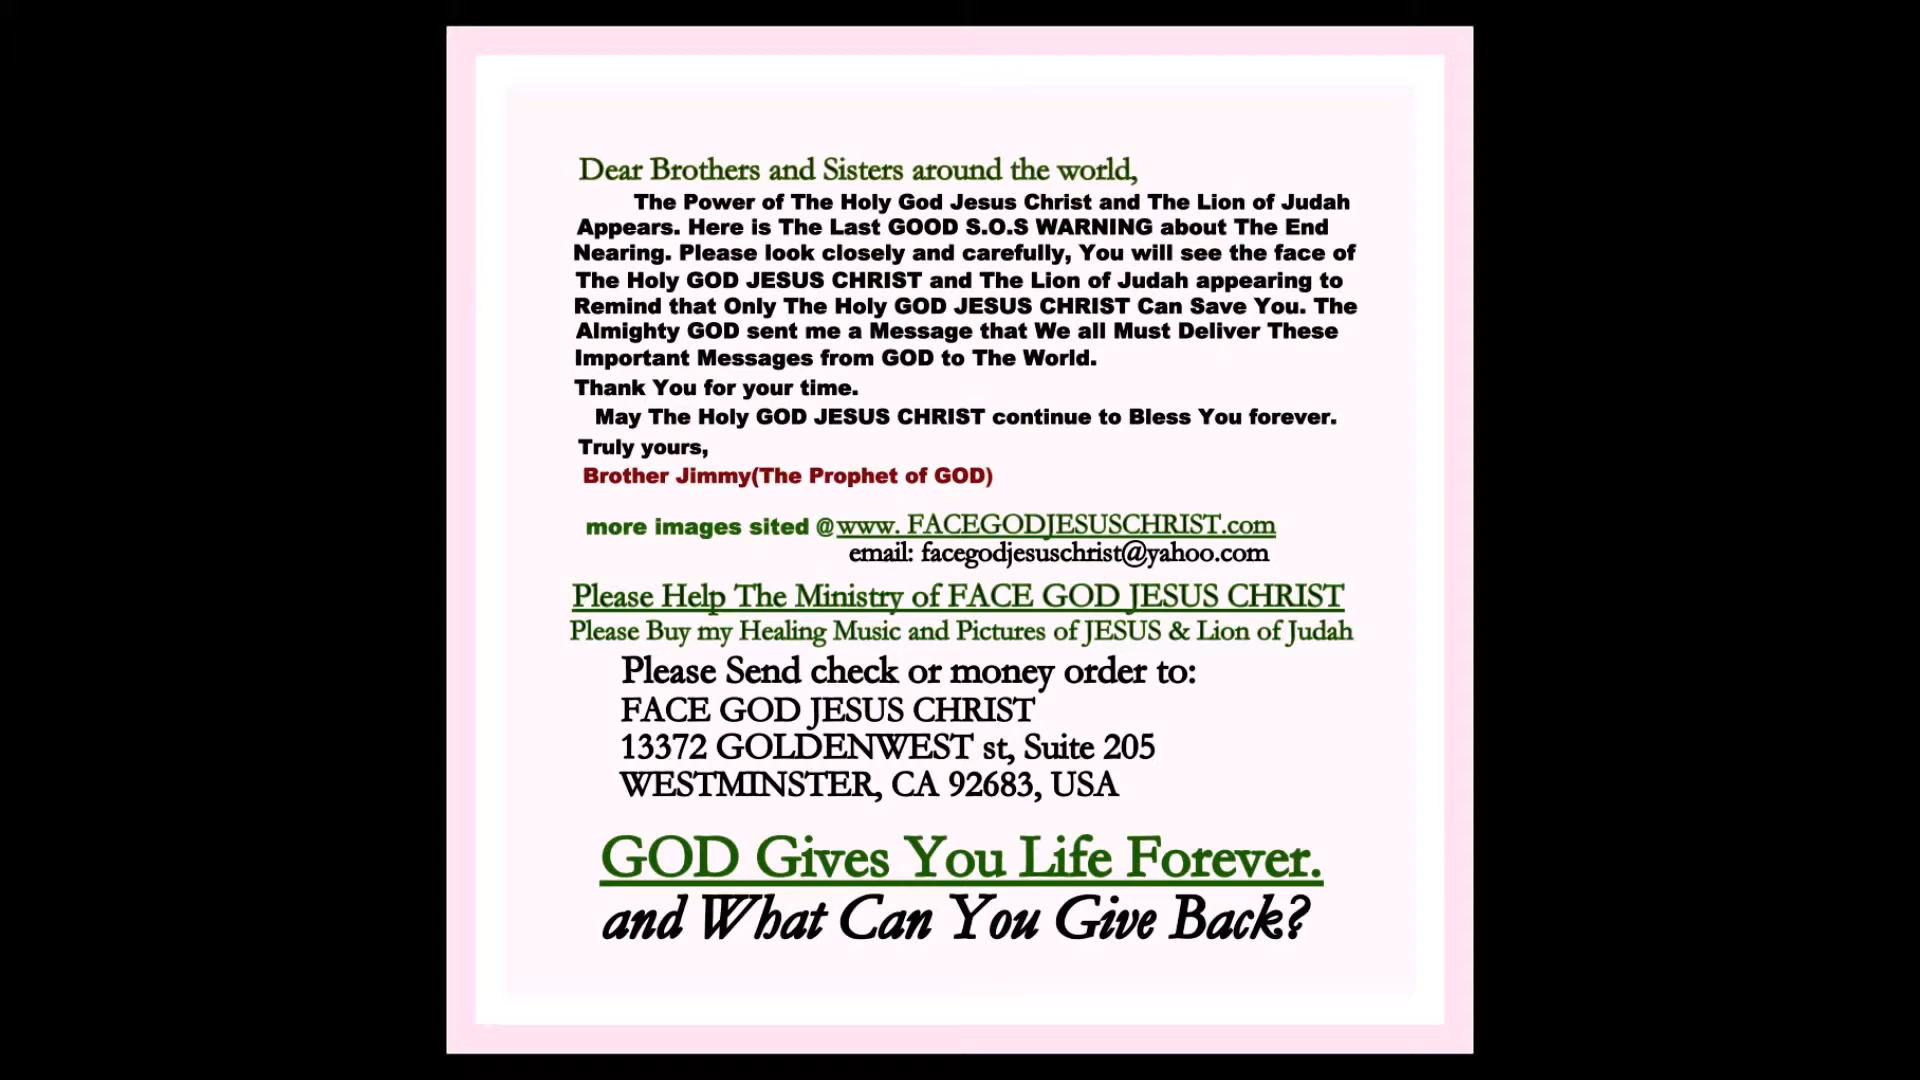 Dear Brothers and Sisters around the world,
The Power of The Holy God Jesus Christ and The Lion of Judah
Appears. Here is The Last GOOD S.O.S WARNING about The End
Nearing. Please look closely and carefully, You will see the face of
The Holy GOD JESUS CHRIST and The Lion of Judah appearing to
Remind that Only The Holy GOD JESUS CHRIST Can Save You. The
Almighty GOD sent me a Message that We all Must Deliver These
Important Messages from GOD to The World.
Thank You for your time.
May The Holy GOD JESUS CHRIST continue to Bless You forever.
Truly yours,
Brother Jimmy(The Prophet of GOD)
more images sited @www. FACEGODJESUSCHRIST.com
email: facegodjesuschrist@yahoo.com
Please Help The Ministry of FACE GOD JESUS CHRIST
Please Buy my Healing Music and Pictures of JESUS & Lion of Judah
Please Send check or money order to:
FACE GOD JESUS CHRIST
13372 GOLDENWEST st, Suite 205
WESTMINSTER, CA 92683, USA
GOD Gives You Life Forever.
and What Can You Give Back?